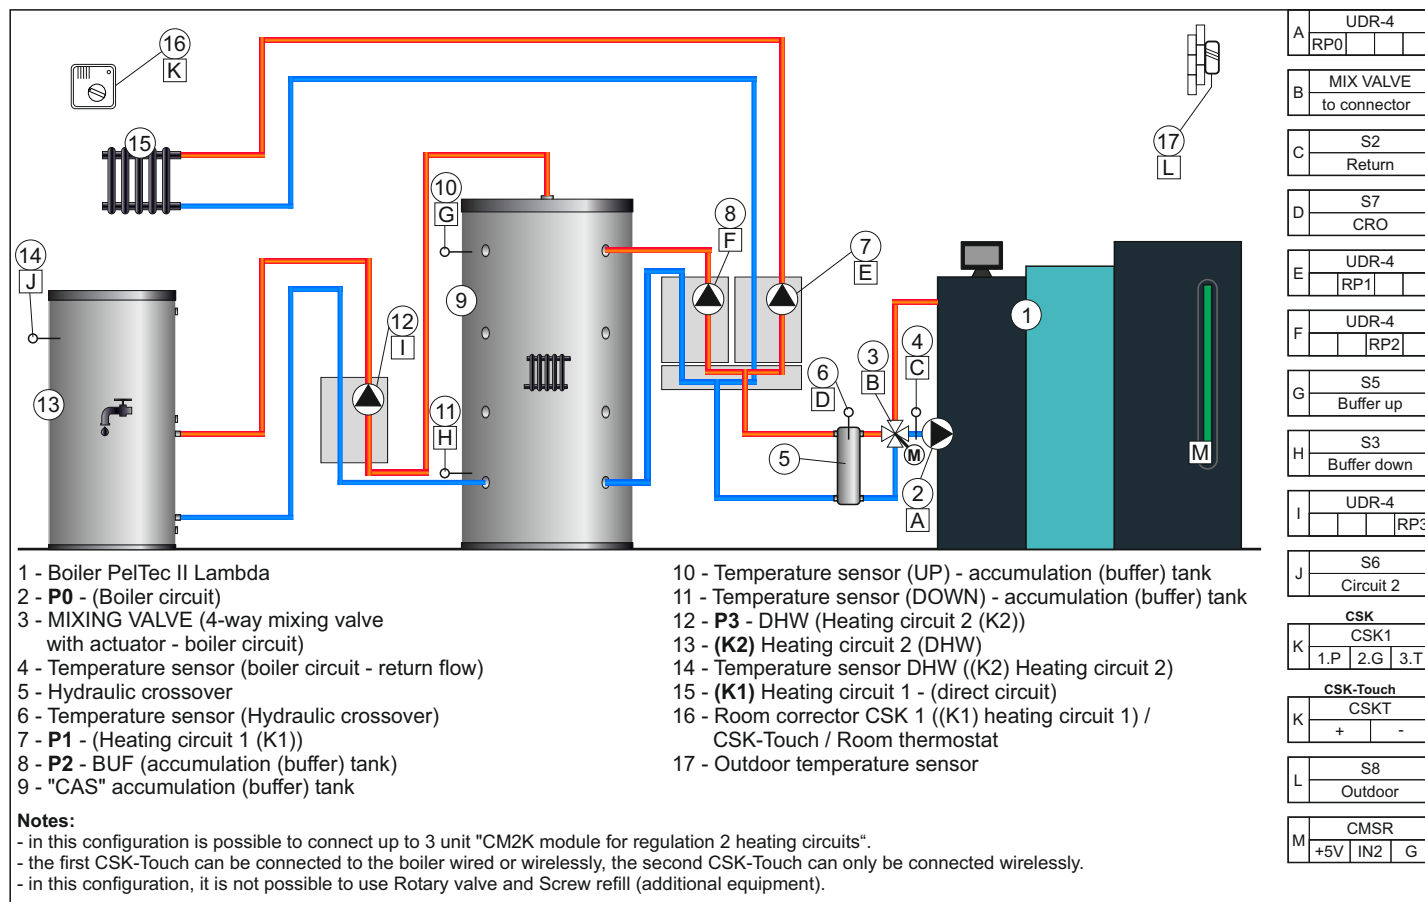 16
K
15
14
J
13
12
I
10
G
9
11
H
8
F
7
E
6
D
5
3
B
4
C
M
2
A
1
M
17
L
1 - Boiler PelTec II Lambda
2 - P0 - (Boiler circuit)
3 - MIXING VALVE (4-way mixing valve
with actuator - boiler circuit)
4 - Temperature sensor (boiler circuit - return flow)
5 - Hydraulic crossover
6 - Temperature sensor (Hydraulic crossover)
7 - P1 - (Heating circuit 1 (K1))
8 - P2 - BUF (accumulation (buffer) tank)
9 - "CAS" accumulation (buffer) tank
10 - Temperature sensor (UP) - accumulation (buffer) tank
11 - Temperature sensor (DOWN) - accumulation (buffer) tank
12 - P3 - DHW (Heating circuit 2 (K2))
13 - (K2) Heating circuit 2 (DHW)
14 - Temperature sensor DHW ((K2) Heating circuit 2)
15 - (K1) Heating circuit 1 - (direct circuit)
16 - Room corrector CSK 1 ((K1) heating circuit 1) /
CSK-Touch / Room thermostat
17 - Outdoor temperature sensor
Notes:
- in this configuration is possible to connect up to 3 unit "CM2K module for regulation 2 heating circuits“.
- the first CSK-Touch can be connected to the boiler wired or wirelessly, the second CSK-Touch can only be connected wirelessly.
- in this configuration, it is not possible to use Rotary valve and Screw refill (additional equipment).
A UDR-4
RP0
B MIX VALVE
to connector
C S2
Return
D S7
CRO
E UDR-4
RP1
F UDR-4
RP2
G S5
Buffer up
H S3
Buffer down
I UDR-4
RP3
J S6
Circuit 2
CSK
K CSK1
1.P 2.G 3.T
CSK-Touch
K CSKT
+ -
L S8
Outdoor
M CMSR
+5V IN2 G